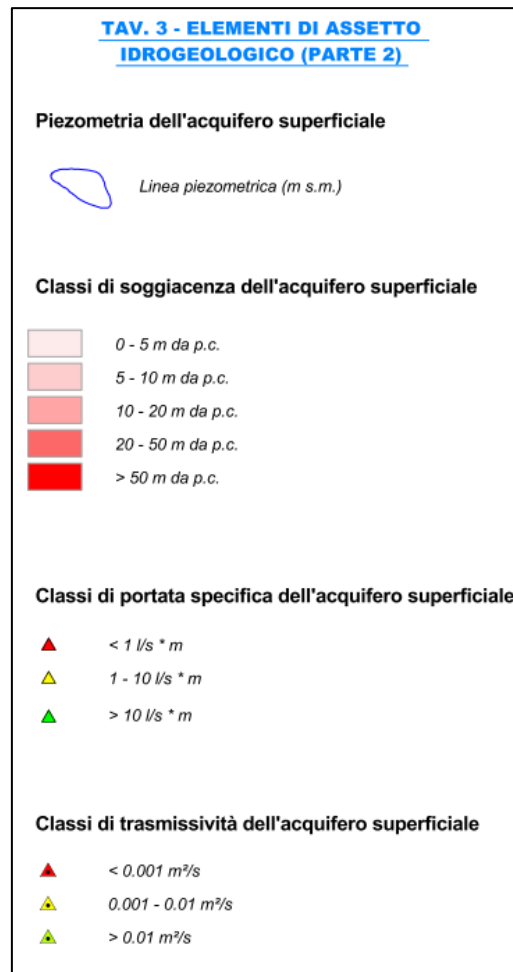 TAV. 3 - ELEMENTI DI ASSETTO
IDROGEOLOGICO (PARTE 2)
Piezometria dell'acquifero superficiale
Linea piezometrica (m s.m.)
Classi di soggiacenza dell'acquifero superficiale
0 - 5 m da p.c.
5 - 10 m da p.c.
10 - 20 m da p.c.
20 - 50 m da p.c.
> 50 m da p.c.
Classi di portata specifica dell'acquifero superficiale
< 1 l/s * m
1 - 10 l/s * m
> 10 l/s * m
Classi di trasmissività dell'acquifero superficiale
< 0.001 m²/s
0.001 - 0.01 m²/s
> 0.01 m²/s